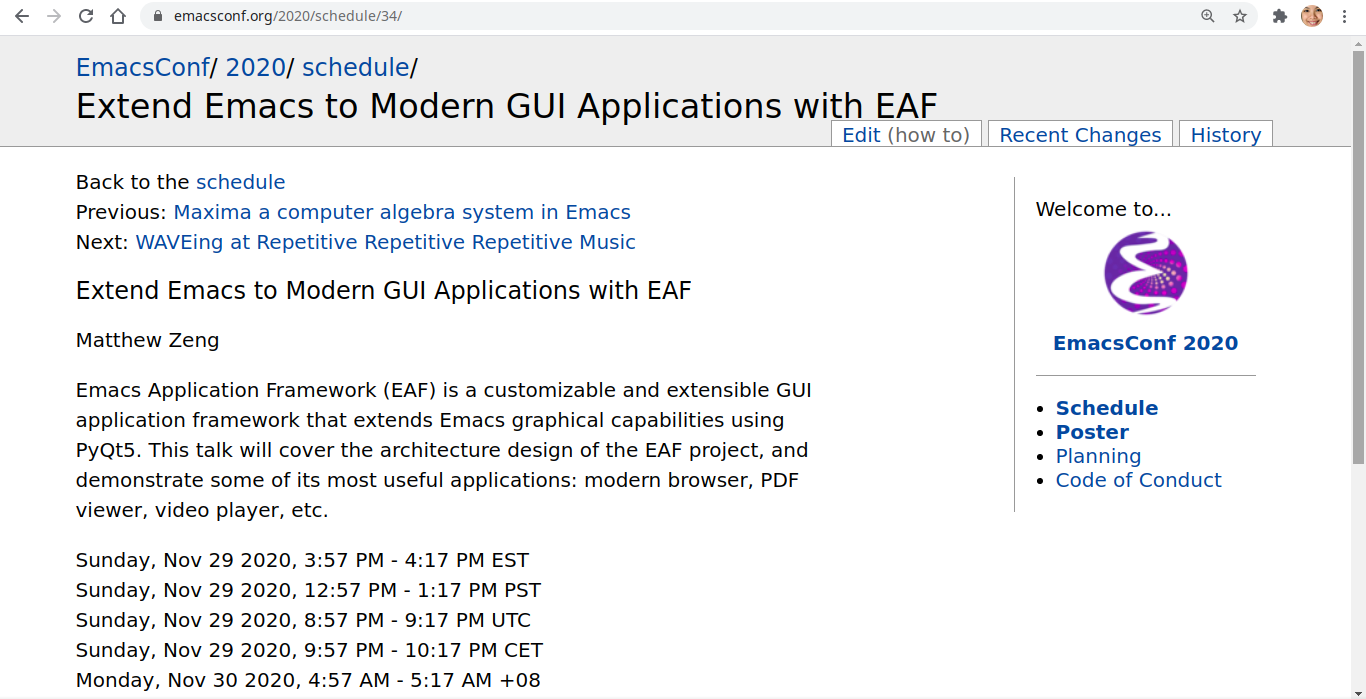 emacsconf.org/2020/schedule/34/
EmacsConf/ 2020/ schedule/
Extend Emacs to Modern GUI Applications with EAF
Edit (how to) Recent Changes History
Back to the schedule
Previous: Maxima a computer algebra system in Emacs
Next: WAVEing at Repetitive Repetitive Repetitive Music
Extend Emacs to Modern GUI Applications with EAF
Matthew Zeng
Emacs Application Framework (EAF) is a customizable and extensible GUI
application framework that extends Emacs graphical capabilities using
PyQt5. This talk will cover the architecture design of the EAF project, and
demonstrate some of its most useful applications: modern browser, PDF
viewer, video player, etc.
Sunday, Nov 29 2020, 3:57 PM - 4:17 PM EST
Sunday, Nov 29 2020, 12:57 PM - 1:17 PM PST
Sunday, Nov 29 2020, 8:57 PM - 9:17 PM UTC
Sunday, Nov 29 2020, 9:57 PM - 10:17 PM CET
Monday, Nov 30 2020, 4:57 AM - 5:17 AM +08
Welcome to...
EmacsConf 2020
Schedule
Poster
Planning
Code of Conduct